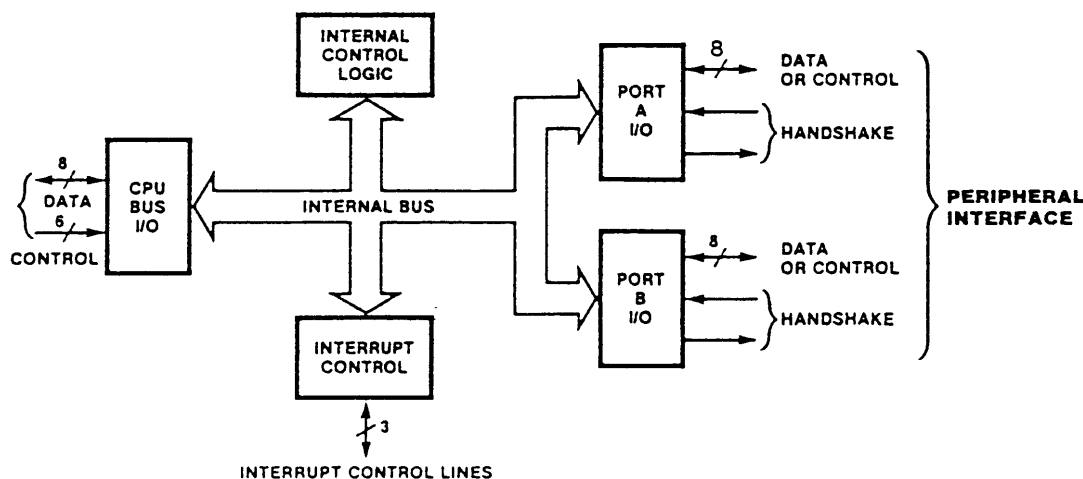 INTERNAL
CONTROL
LOGIC
8
DATA
6
CONTROL
CPU
BUS
I/O
INTERNAL BUS
INTERRUPT
CONTROL
3
INTERRUPT CONTROL LINES
PORT
A
I/O
8
DATA
OR CONTROL
HANDSHAKE
PORT
B
I/O
8
DATA
OR CONTROL
HANDSHAKE
PERIPHERAL
INTERFACE